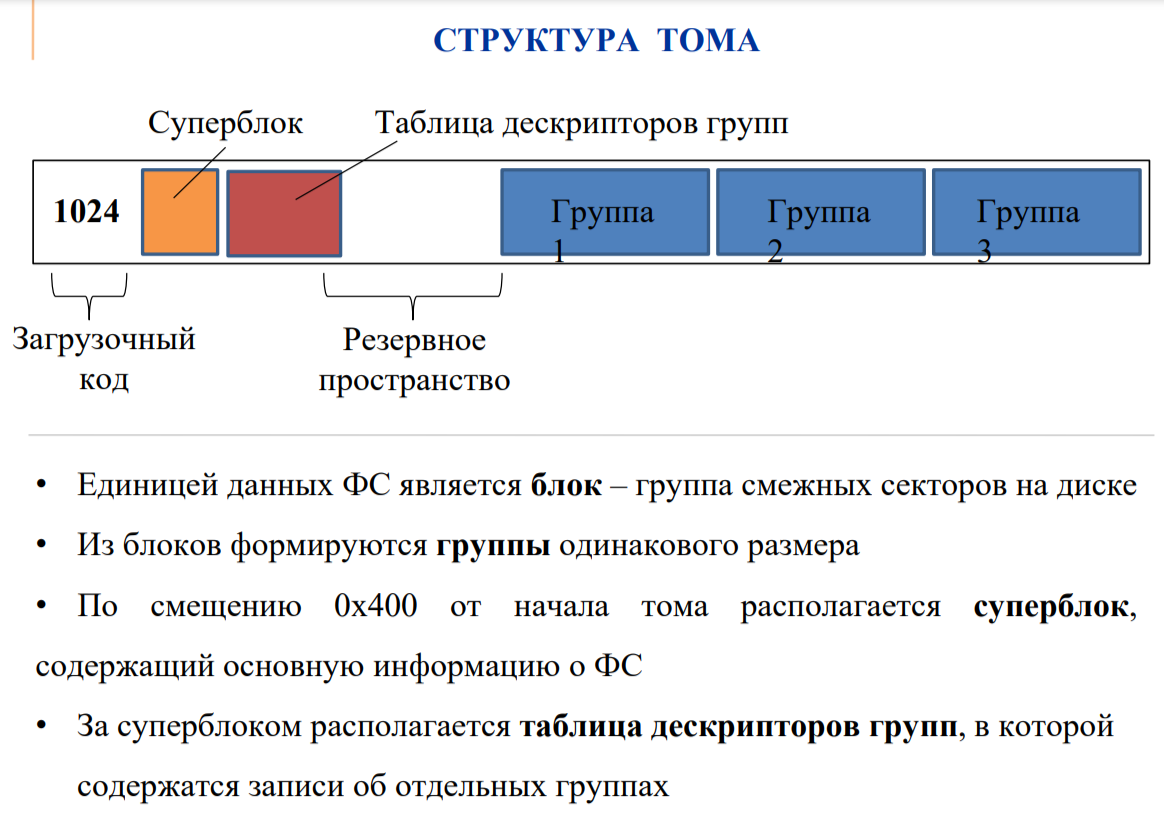 СТРУКТУРА ТОМА
Суперблок
Таблица дескрипторов групп
1024
Группа
1
Группа
2
Группа
3
Загрузочный
код
Резервное
пространство
• Единицей данных ФС является блок – группа смежных секторов на диске
• Из блоков формируются группы одинакового размера
• По смещению 0x400 от начала тома располагается суперблок,
содержащий основную информацию о ФС
• За суперблоком располагается таблица дескрипторов групп, в которой
содержатся записи об отдельных группах